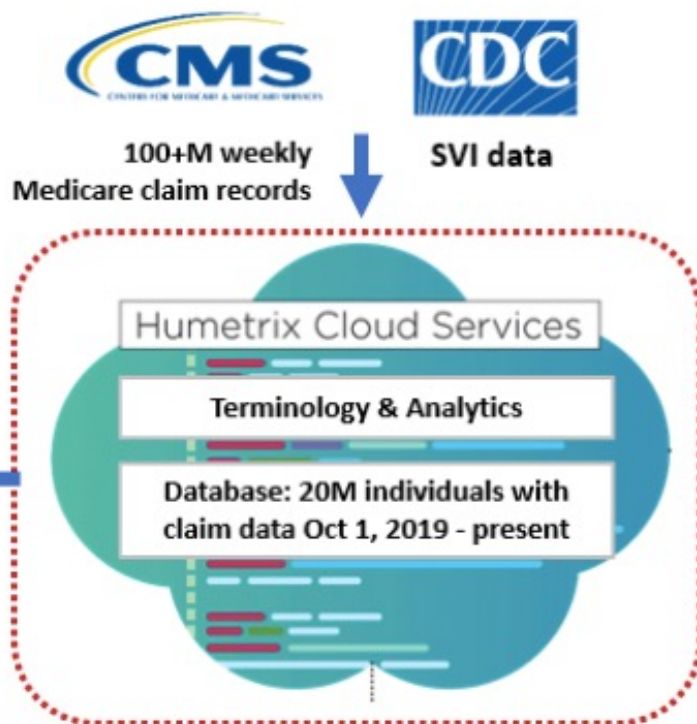 CMS
CENTERS FOR MEDICARE & MEDICAID SERVICES
CDC
100+M weekly
Medicare claim records
SVI data
Humetrix Cloud Services
Terminology & Analytics
Database: 20M individuals with
claim data Oct 1, 2019 - present